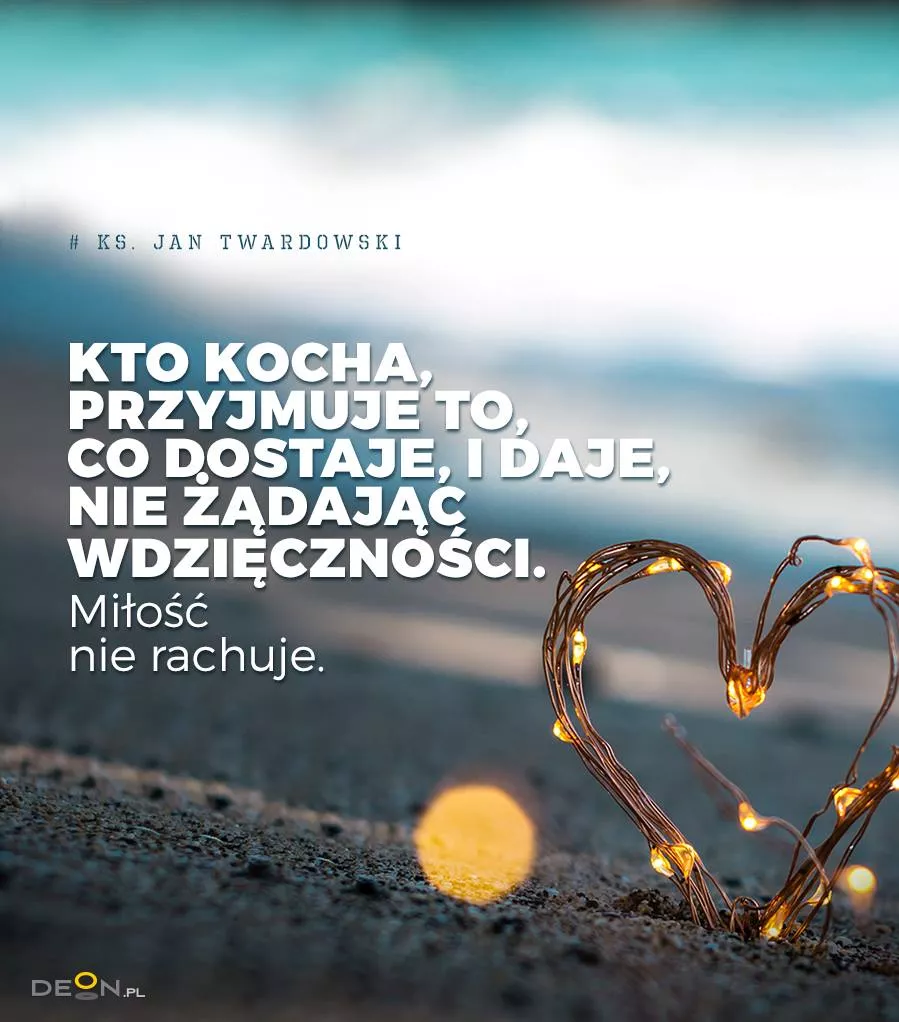 # KS. JAN TWARDOWSKI
KTO KOCHA,
PRZYJMUJE TO,
CO DOSTAJE, I DAJE,
NIE ŻĄDAJĄC
WDZIĘCZNOŚCI.
Miłość
nie rachuje.
DEON.PL